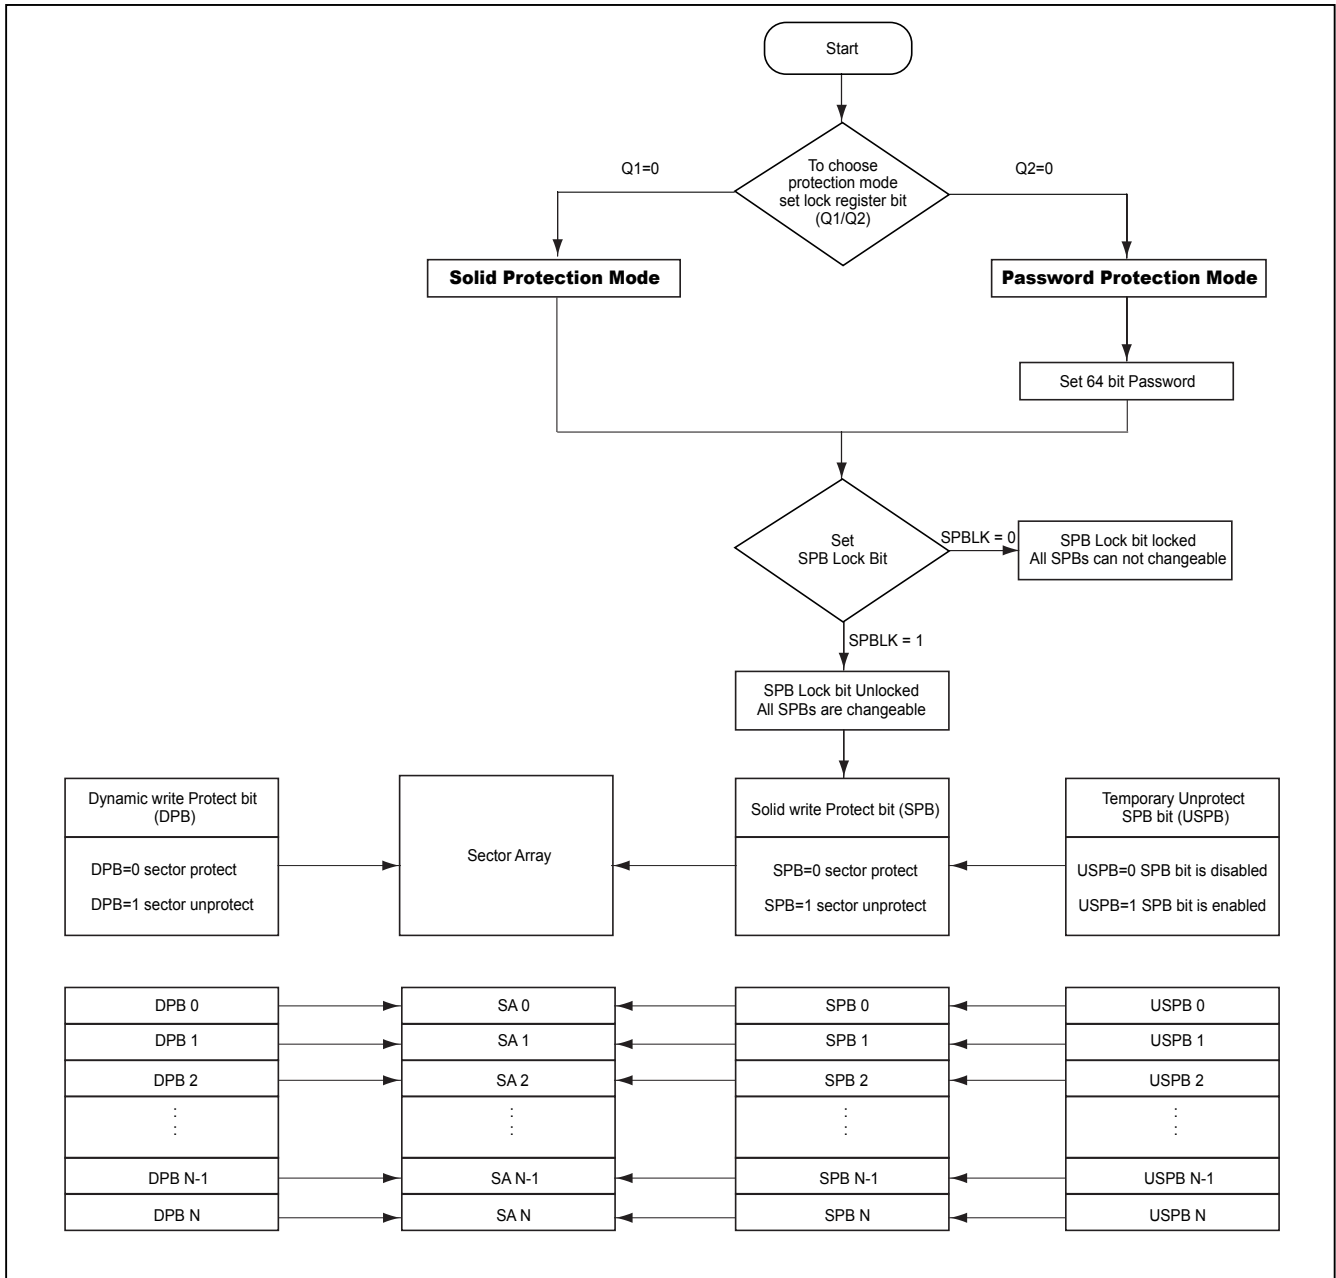 Start
To choose
protection mode
set lock register bit
(Q1/Q2)
Q1=0
Q2=0
Solid Protection Mode
Password Protection Mode
Set 64 bit Password
Set
SPB Lock Bit
SPBLK = 0
SPB Lock bit locked
All SPBs can not changeable
SPBLK = 1
SPB Lock bit Unlocked
All SPBs are changeable
Dynamic write Protect bit
(DPB)
DPB=0 sector protect
DPB=1 sector unprotect
Sector Array
Solid write Protect bit (SPB)
SPB=0 sector protect
SPB=1 sector unprotect
Temporary Unprotect
SPB bit (USPB)
USPB=0 SPB bit is disabled
USPB=1 SPB bit is enabled
DPB 0
SA 0
SPB 0
USPB 0
DPB 1
SA 1
SPB 1
USPB 1
DPB 2
SA 2
SPB 2
USPB 2
DPB N-1
SA N-1
SPB N-1
USPB N-1
DPB N
SA N
SPB N
USPB N